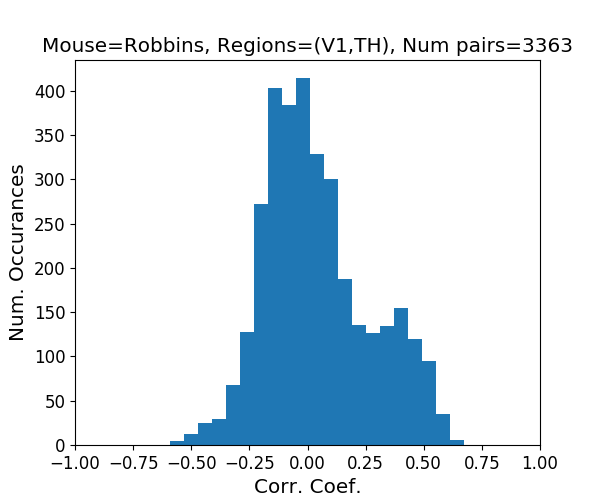 Mouse=Robbins, Regions=(V1,TH), Num pairs=3363
400
350
300
250
200
150
100
50
0
Num. Occurances
−1.00 −0.75 −0.50 −0.25 0.00 0.25 0.50 0.75 1.00
Corr. Coef.